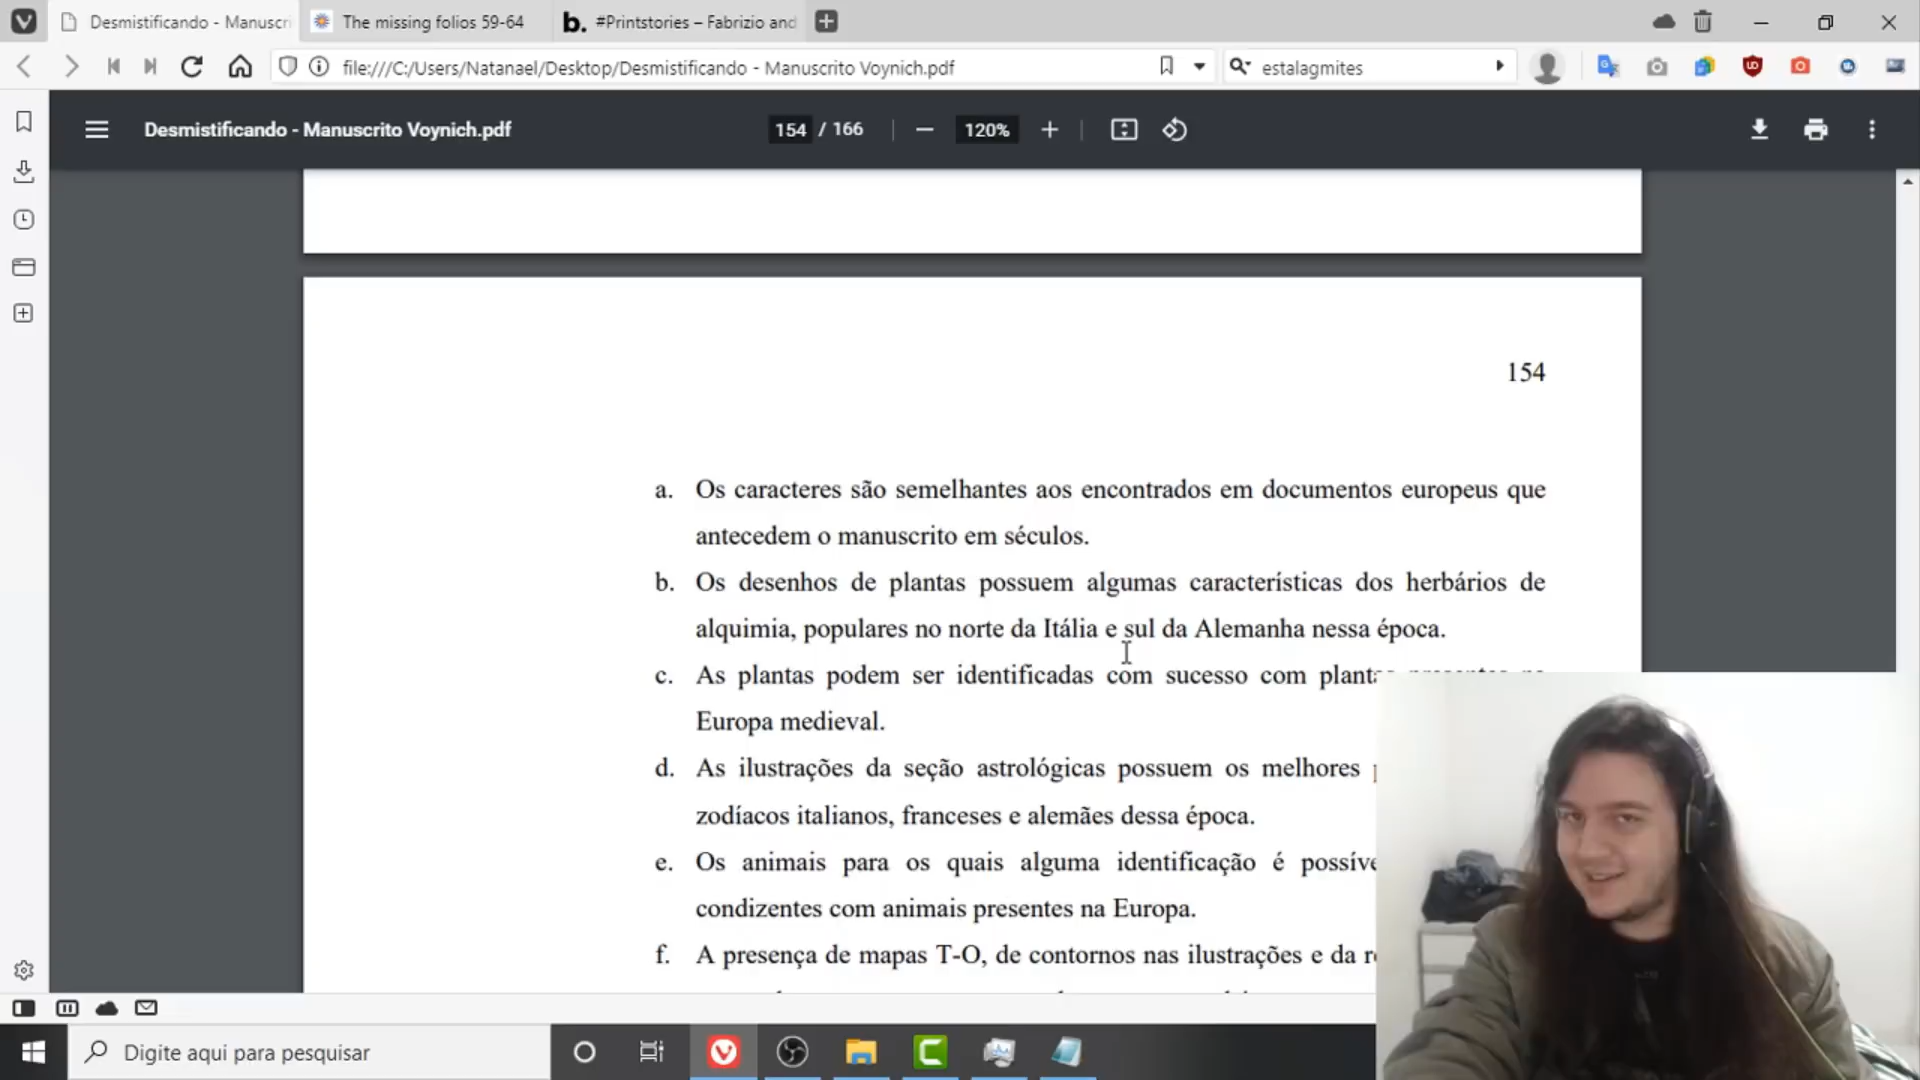 Desmistificando - Manuscri
The missing folios 59-64
b. #Printstories – Fabrizio and
file:///C:/Users/Natanael/Desktop/Desmistificando - Manuscrito Voynich.pdf
estalagmites
Desmistificando - Manuscrito Voynich.pdf
154 / 166
120%
154
a. Os caracteres são semelhantes aos encontrados em documentos europeus que
antecedem o manuscrito em séculos.
b. Os desenhos de plantas possuem algumas características dos herbários de
alquimia, populares no norte da Itália e sul da Alemanha nessa época.
c. As plantas podem ser identificadas com sucesso com planta
Europa medieval.
d. As ilustrações da seção astrológicas possuem os melhores
zodíacos italianos, franceses e alemães dessa época.
e. Os animais para os quais alguma identificação é possíve
condizentes com animais presentes na Europa.
f. A presença de mapas T-O, de contornos nas ilustrações e da
Digite aqui para pesquisar